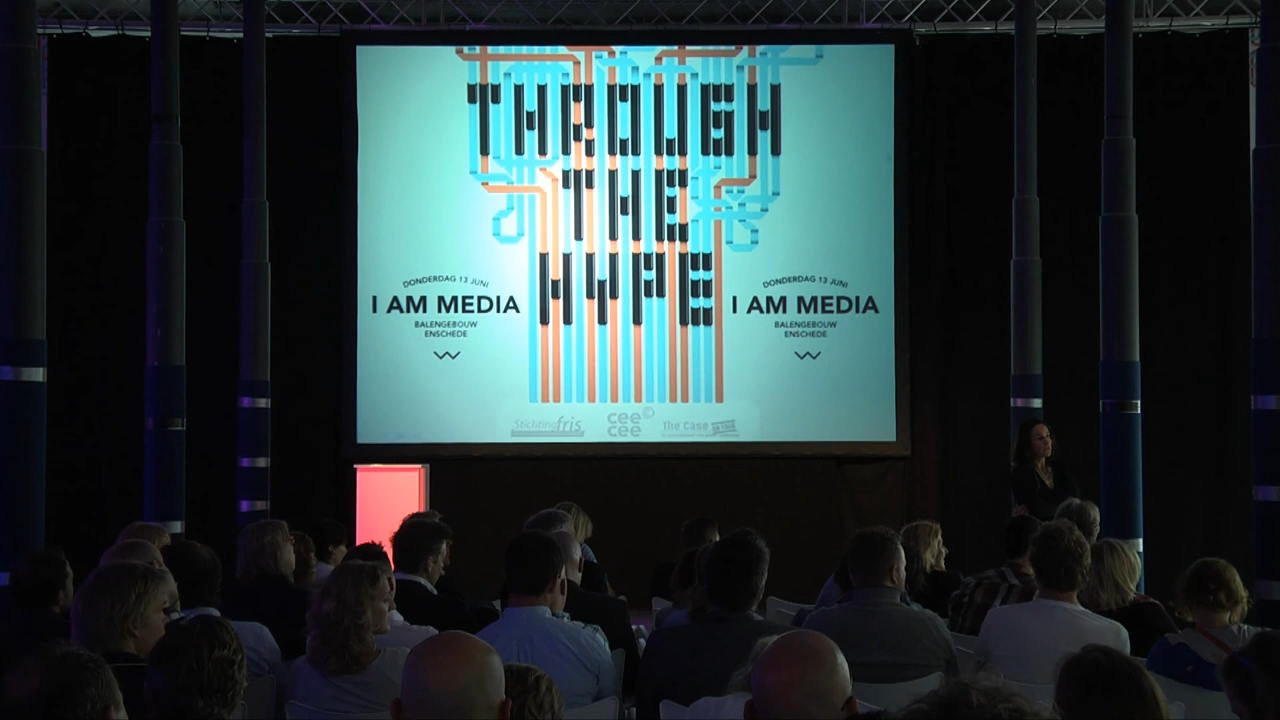 THROUGH
THE
HYPE
DONDERDAG 13 JUNI
I AM MEDIA
BALENGEBOUW
ENSCHEDE
DONDERDAG 13 JUNI
I AM MEDIA
BALENGEBOUW
ENSCHEDE
Stichting fris
cee cee ©
The Case